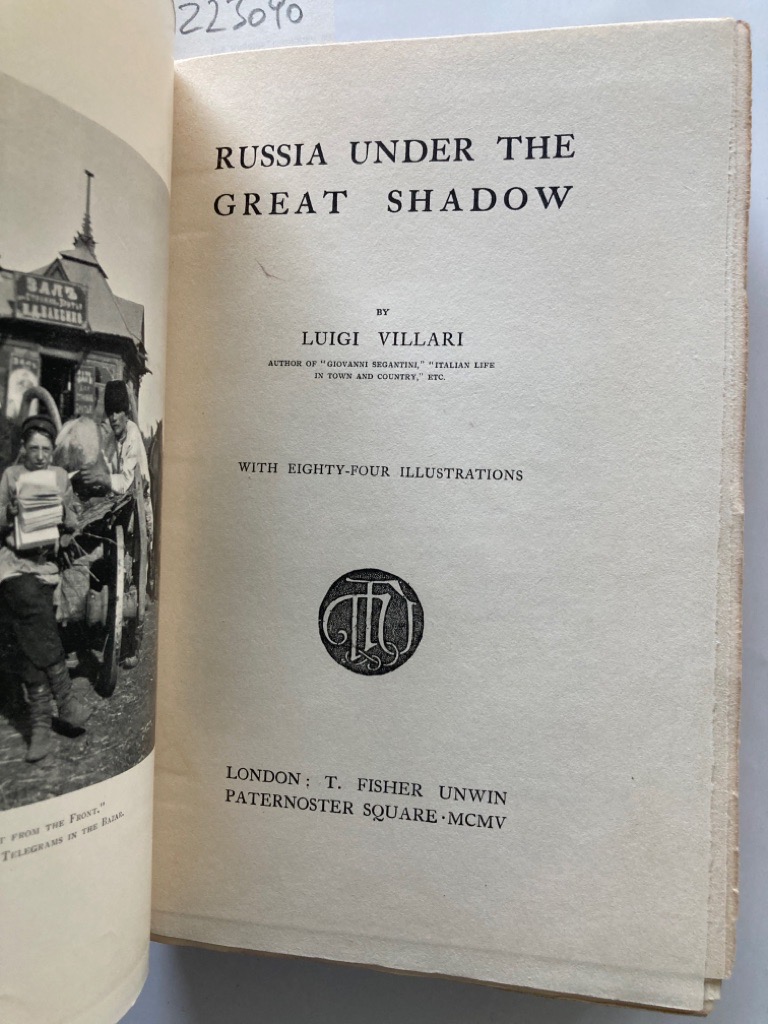 223040
RUSSIA UNDER THE
GREAT SHADOW
BY
LUIGI VILLARI
AUTHOR OF "GIOVANNI SEGANTINI," "ITALIAN LIFE
IN TOWN AND COUNTRY," ETC.
WITH EIGHTY-FOUR ILLUSTRATIONS
LONDON: T. FISHER UNWIN
PATERNOSTER SQUARE · MCMV
ЗАЛЪ
FROM THE FRONT."
TELEGRAMS IN THE BAZAR.